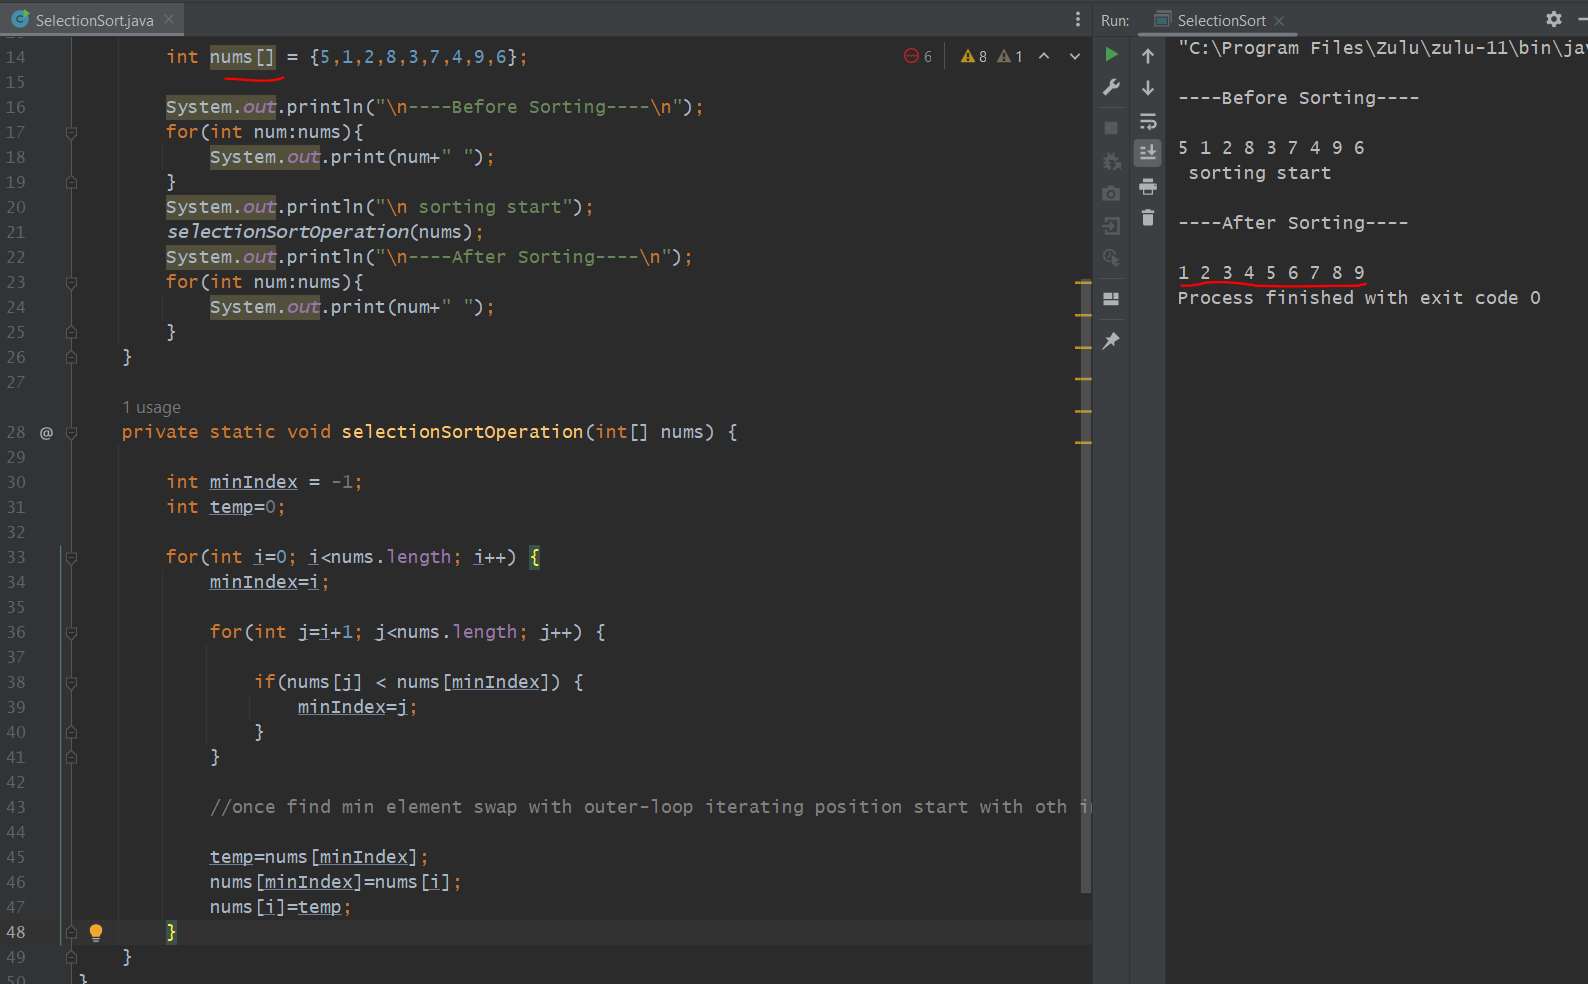 SelectionSort.java
6 8 1
14 int nums[] = {5,1,2,8,3,7,4,9,6};
15
16 System.out.println("\n----Before Sorting----\n");
17 for(int num:nums){
18 System.out.print(num+" ");
19 }
20 System.out.println("\n sorting start");
21 selectionSortOperation(nums);
22 System.out.println("\n----After Sorting----\n");
23 for(int num:nums){
24 System.out.print(num+" ");
25 }
26 }
27
1 usage
28 @ private static void selectionSortOperation(int[] nums) {
29
30 int minIndex = -1;
31 int temp=0;
32
33 for(int i=0; i<nums.length; i++) {
34 minIndex=i;
35
36 for(int j=i+1; j<nums.length; j++) {
37
38 if(nums[j] < nums[minIndex]) {
39 minIndex=j;
40 }
41 }
42
43 //once find min element swap with outer-loop iterating position start with oth i
44
45 temp=nums[minIndex];
46 nums[minIndex]=nums[i];
47 nums[i]=temp;
48 }
49 }
50 }
Run: SelectionSort
"C:\Program Files\Zulu\zulu-11\bin\jav
----Before Sorting----
5 1 2 8 3 7 4 9 6
sorting start
----After Sorting----
1 2 3 4 5 6 7 8 9
Process finished with exit code 0